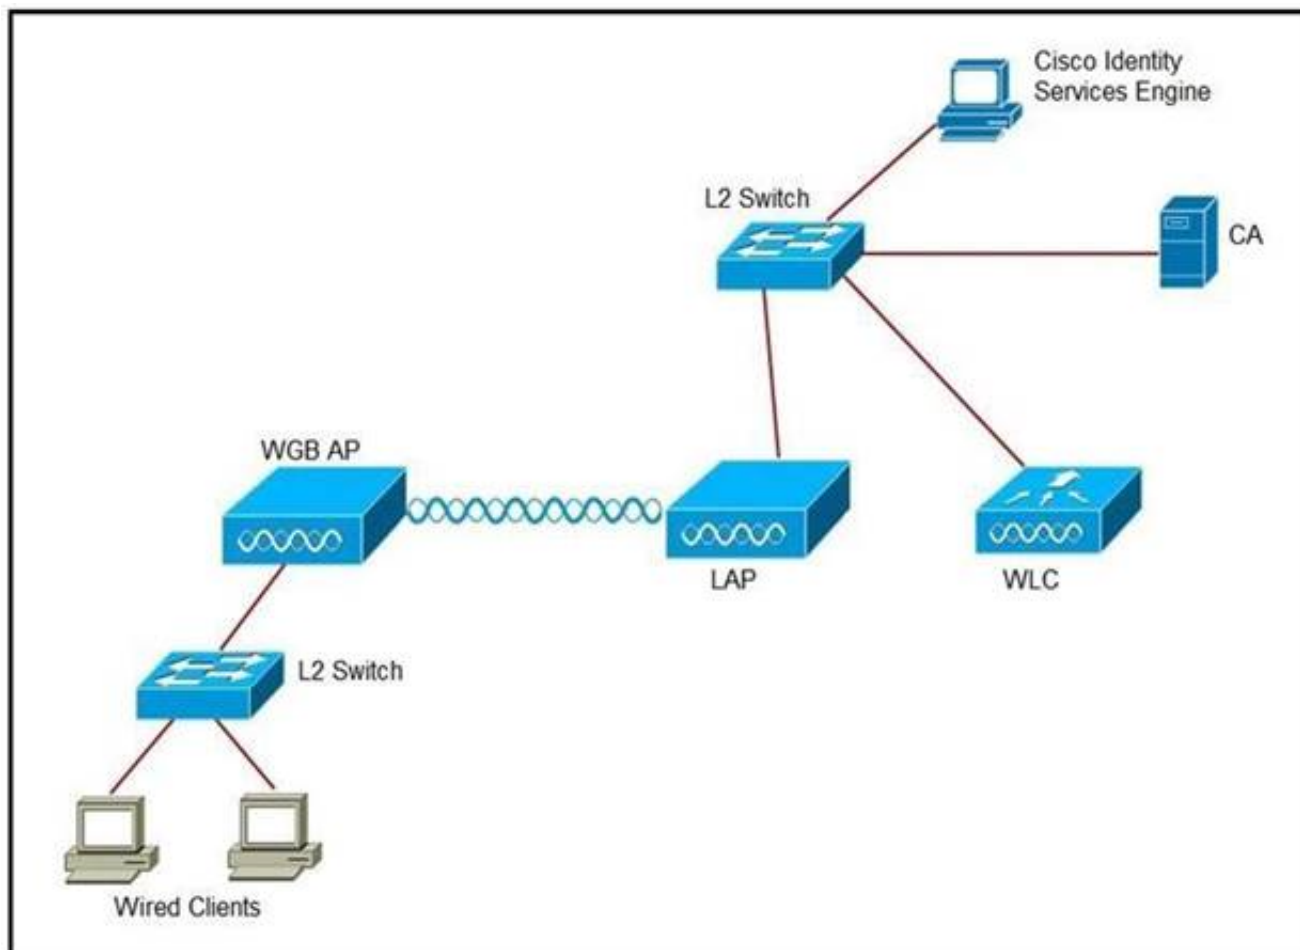 Cisco Identity
Services Engine
L2 Switch
CA
WGB AP
LAP
WLC
L2 Switch
Wired Clients